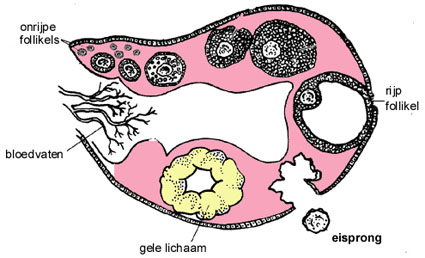 onrijpe
follikels
rijp
follikel
bloedvaten
gele lichaam
eisprong